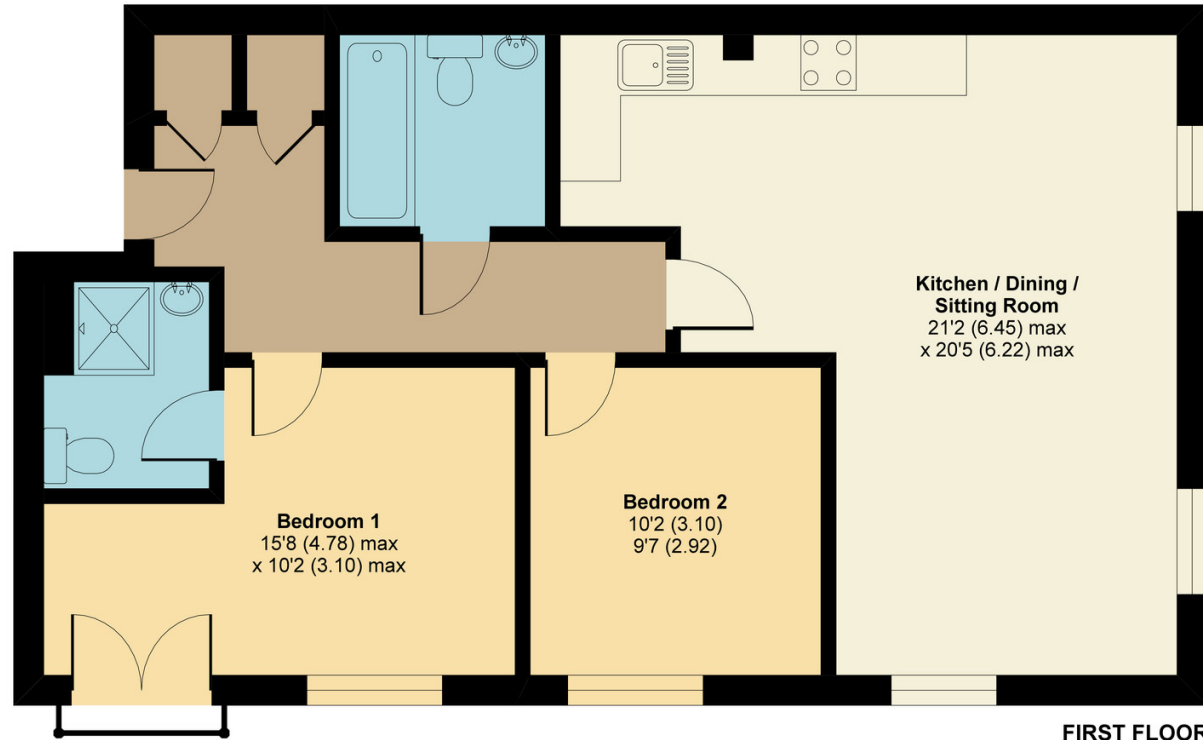 Kitchen / Dining /
Sitting Room
21'2 (6.45) max
x 20'5 (6.22) max
Bedroom 1
15'8 (4.78) max
x 10'2 (3.10) max
Bedroom 2
10'2 (3.10)
9'7 (2.92)
FIRST FLOOR